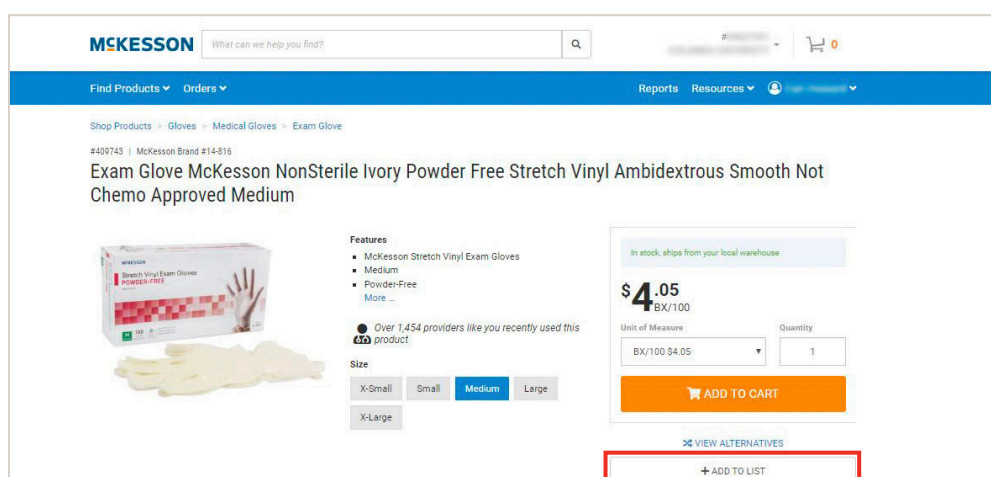 MCKESSON
What can we help you find?
#
0
Find Products Orders
Reports Resources
Shop Products > Gloves > Medical Gloves > Exam Glove
#409743 | McKesson Brand #14-816
Exam Glove McKesson NonSterile Ivory Powder Free Stretch Vinyl Ambidextrous Smooth Not
Chemo Approved Medium
MCKESSON
Stretch Vinyl Exam Gloves
POWDER-FREE
M 100
Features
McKesson Stretch Vinyl Exam Gloves
Medium
Powder-Free
More ...
Over 1,454 providers like you recently used this
product
Size
X-Small Small Medium Large
X-Large
In stock, ships from your local warehouse
$4.05
BX/100
Unit of Measure Quantity
BX/100 $4.05 1
ADD TO CART
VIEW ALTERNATIVES
+ ADD TO LIST